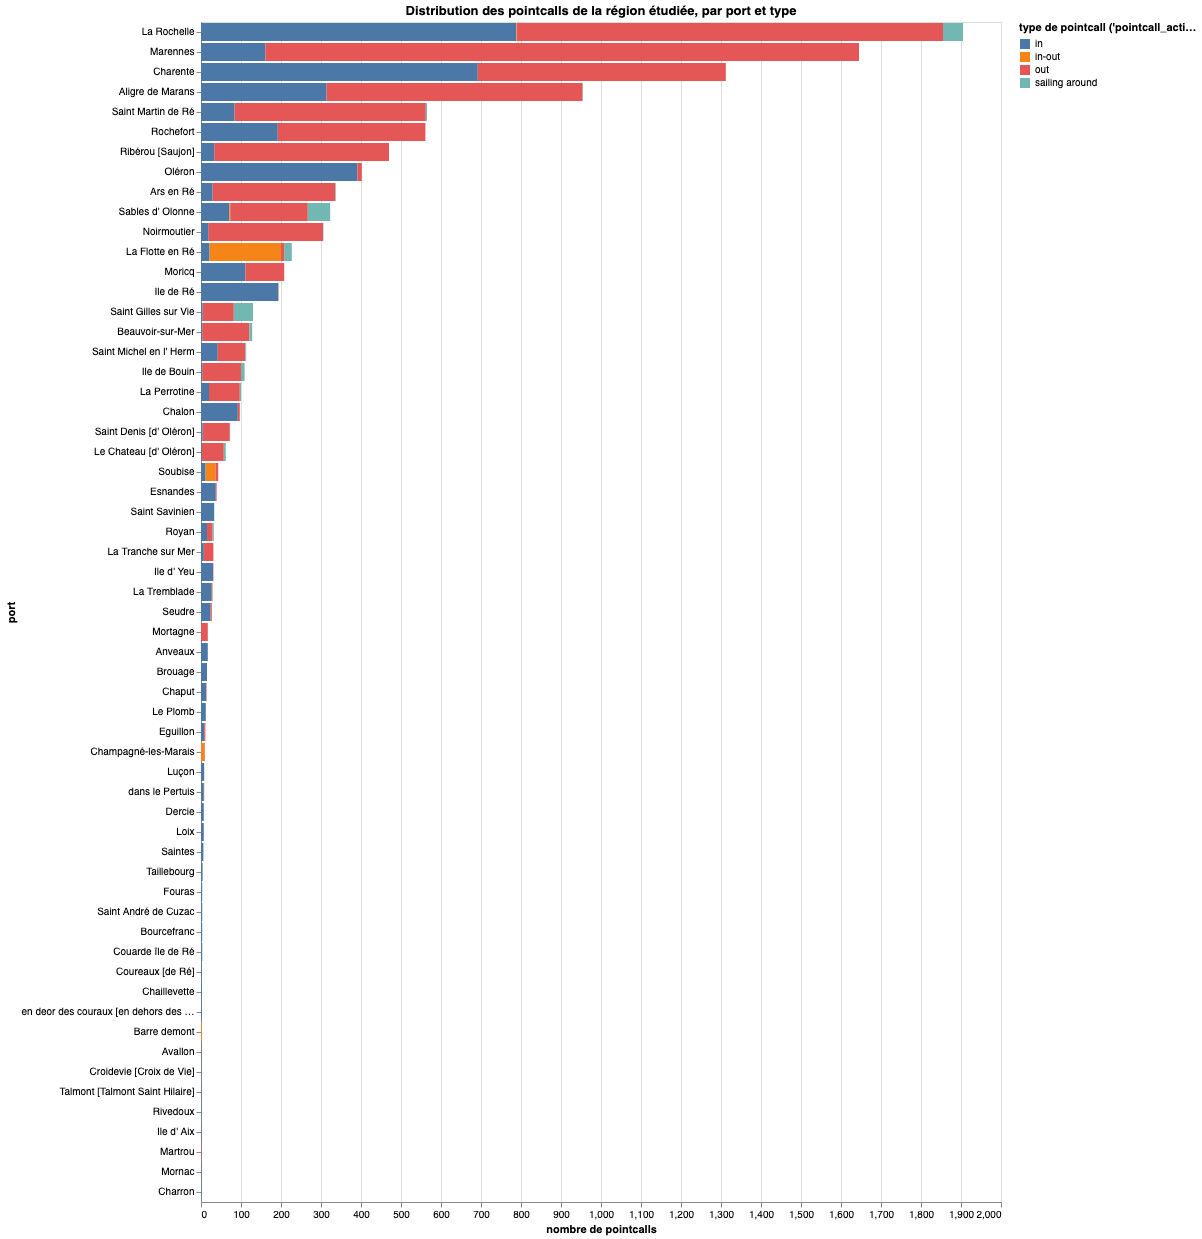 Distribution des pointcalls de la région étudiée, par port et type
type de pointcall ('pointcall_acti…
in
in-out
out
sailing around
port
La Rochelle
Marennes
Charente
Aligre de Marans
Saint Martin de Ré
Rochefort
Ribérou [Saujon]
Oléron
Ars en Ré
Sables d' Olonne
Noirmoutier
La Flotte en Ré
Moricq
Ile de Ré
Saint Gilles sur Vie
Beauvoir-sur-Mer
Saint Michel en l' Herm
Ile de Bouin
La Perrotine
Chalon
Saint Denis [d' Oléron]
Le Chateau [d' Oléron]
Soubise
Esnandes
Saint Savinien
Royan
La Tranche sur Mer
Ile d' Yeu
La Tremblade
Seudre
Mortagne
Anveaux
Brouage
Chaput
Le Plomb
Eguillon
Champagné-les-Marais
Luçon
dans le Pertuis
Dercie
Loix
Saintes
Taillebourg
Fouras
Saint André de Cuzac
Bourcefranc
Couarde île de Ré
Coureaux [de Ré]
Chaillevette
en deor des couraux [en dehors des …
Barre demont
Avallon
Croidevie [Croix de Vie]
Talmont [Talmont Saint Hilaire]
Rivedoux
Ile d' Aix
Martrou
Mornac
Charron
0 100 200 300 400 500 600 700 800 900 1,000 1,100 1,200 1,300 1,400 1,500 1,600 1,700 1,800 1,900 2,000
nombre de pointcalls